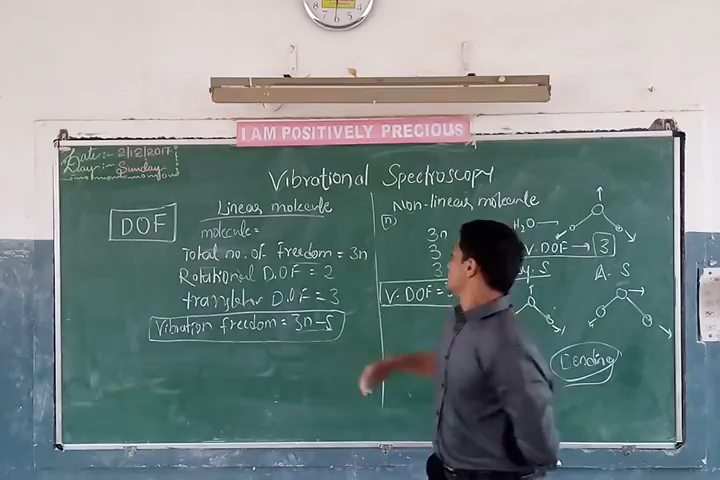 I AM POSITIVELY PRECIOUS
Date :- 2/12/2017
Day :- Sunday
Vibrational Spectroscopy
DOF
Linear molecule
molecule =
Total no. of freedom = 3n
Rotational D.O.F = 2
translator D.O.F = 3
Vibration freedom = 3n-5
Non-linear molecule
(n)
3n
3
3
V. DOF =
H₂O
V. DOF → 3
S
A. S
Bending